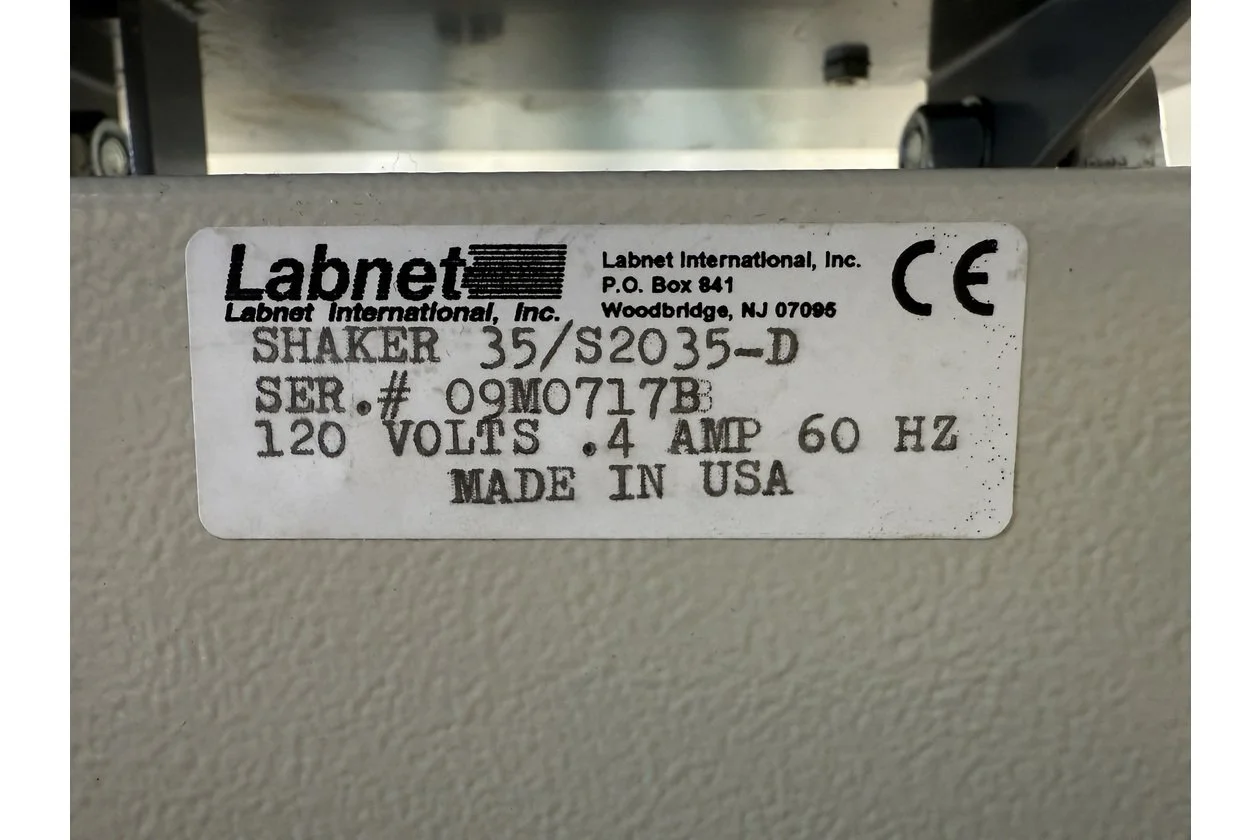 Labnet
Labnet International, Inc.
Labnet International, Inc.
P.O. Box 841
Woodbridge, NJ 07095
CE
SHAKER 35/S2035-D
SER.# 09M0717B
120 VOLTS .4 AMP 60 HZ
MADE IN USA